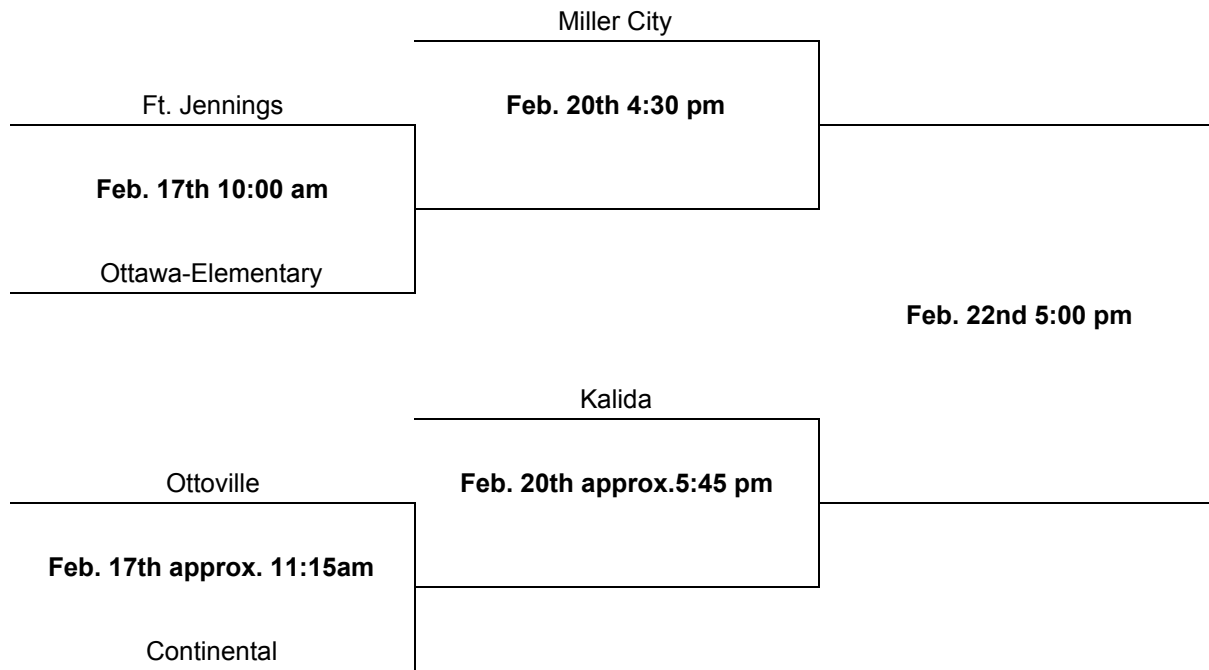 Miller City
Ft. Jennings
Feb. 20th 4:30 pm
Feb. 17th 10:00 am
Ottawa-Elementary
Feb. 22nd 5:00 pm
Kalida
Ottoville
Feb. 20th approx.5:45 pm
Feb. 17th approx. 11:15am
Continental